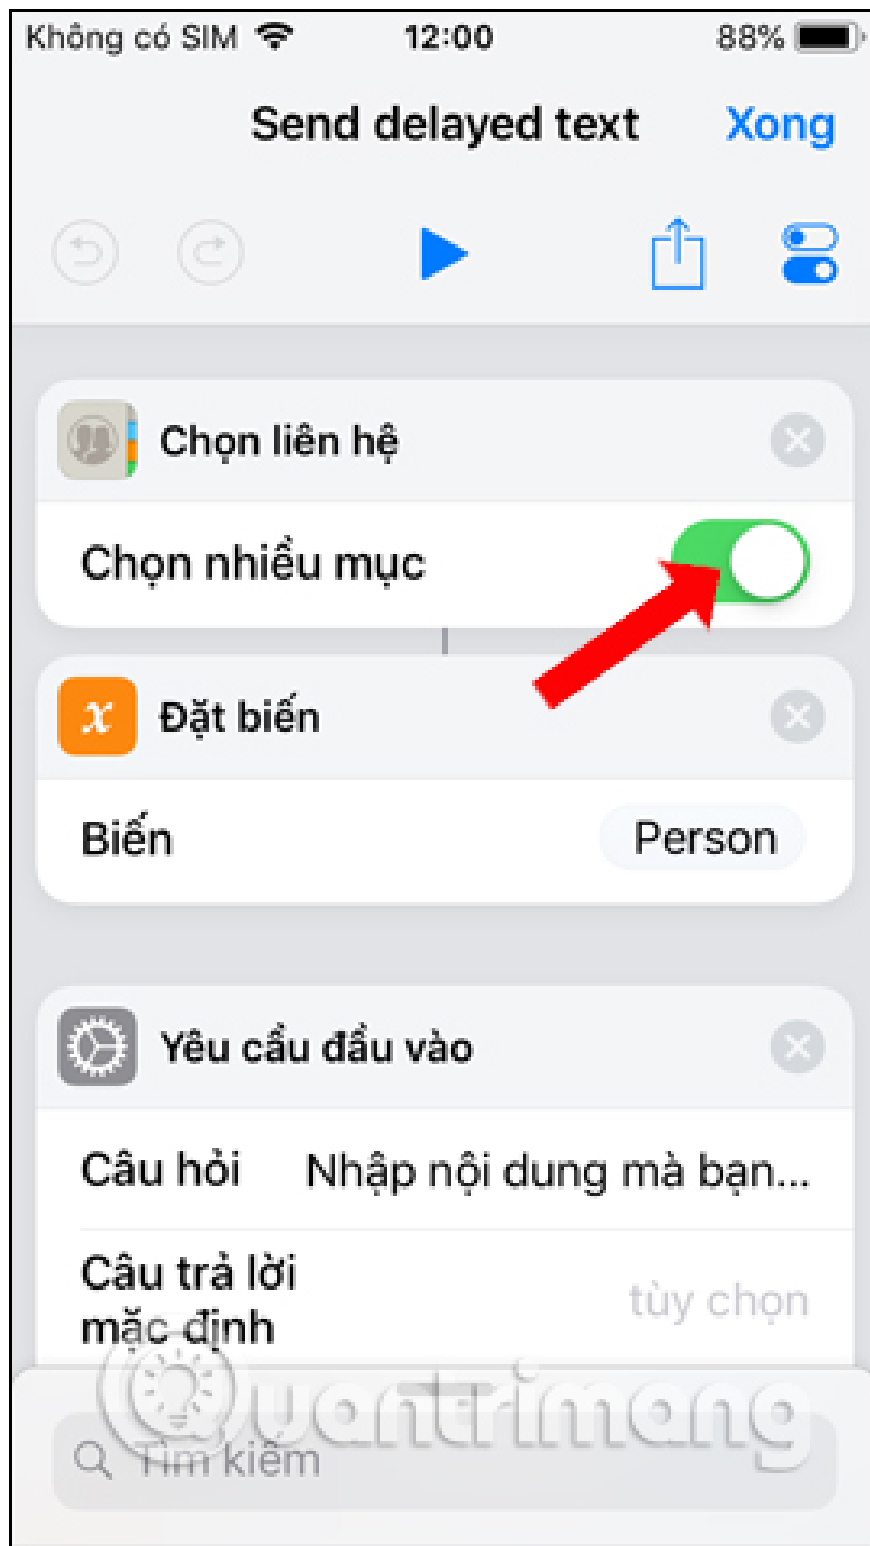 Không có SIM 12:00 88%
Send delayed text Xong
Chọn liên hệ
Chọn nhiều mục
x Đặt biến
Biến Person
Yêu cầu đầu vào
Câu hỏi Nhập nội dung mà bạn...
Câu trả lời
mặc định
tùy chọn
Quantrimang
Tìm kiếm